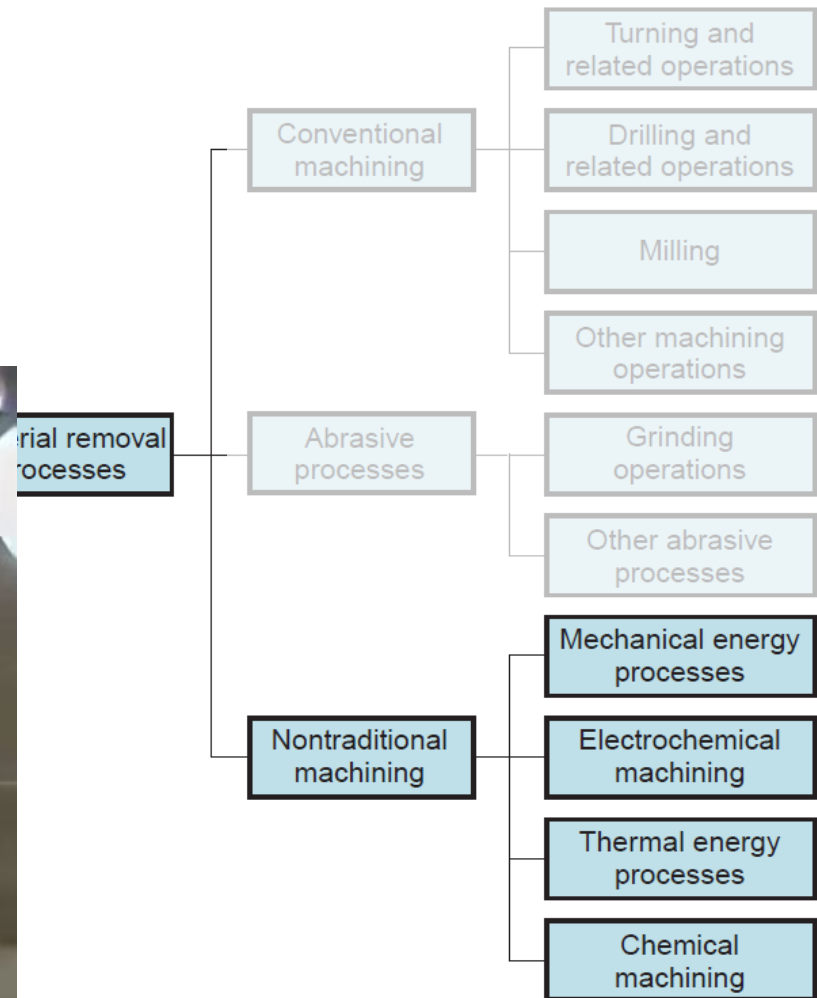 Turning and
related operations
Conventional
machining
Drilling and
related operations
Milling
Other machining
operations
erial removal
rocesses
Abrasive
processes
Grinding
operations
Other abrasive
processes
Mechanical energy
processes
Nontraditional
machining
Electrochemical
machining
Thermal energy
processes
Chemical
machining